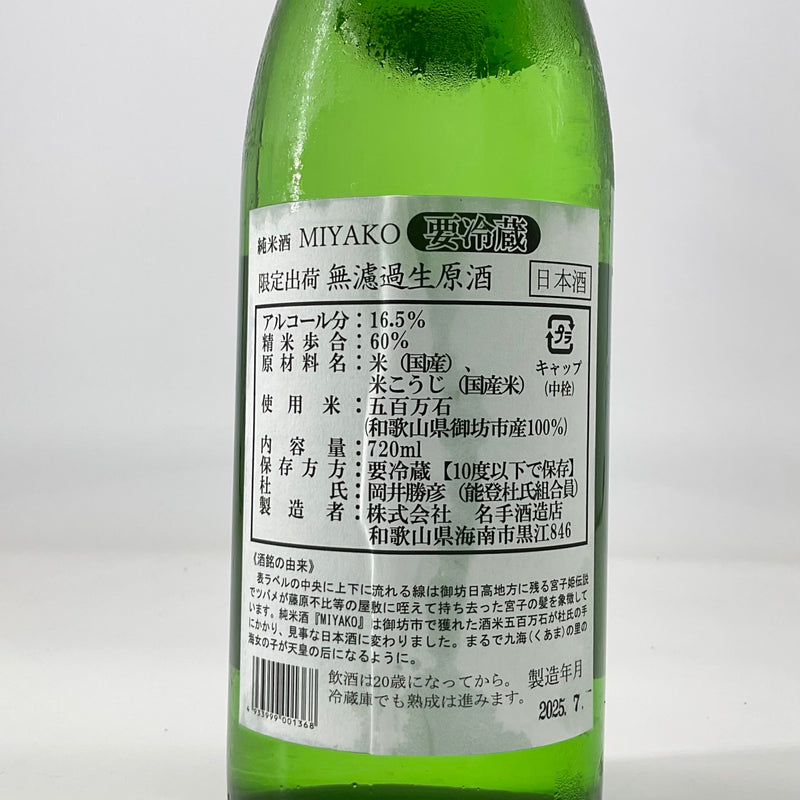 純米酒 MIYAKO 要冷蔵
限定出荷 無濾過生原酒 日本酒
アルコール分：16.5%
精米歩合：60%
プラ
原材料名：米（国産）、
キャップ
米こうじ（国産米）
（中栓）
使用米：五百万石
（和歌山県御坊市産100%）
内容量：720ml
保存方方：要冷蔵【10度以下で保存】
杜氏：岡井勝彦（能登杜氏組合員）
製造者：株式会社 名手酒造店
和歌山県海南市黒江846
《酒銘の由来》
表ラベルの中央に上下に流れる線は御坊日高地方に残る宮子姫伝説
でツバメが藤原不比等の屋敷に咥えて持ち去った宮子の髪を象徴して
います。純米酒『MIYAKO』は御坊市で獲れた酒米五百万石が杜氏の手
にかかり、見事な日本酒に変わりました。まるで九海（くあま）の里の
海女の子が天皇の后になるように。
飲酒は20歳になってから。 製造年月
冷蔵庫でも熟成は進みます。 2025.7.
4 933999 001368